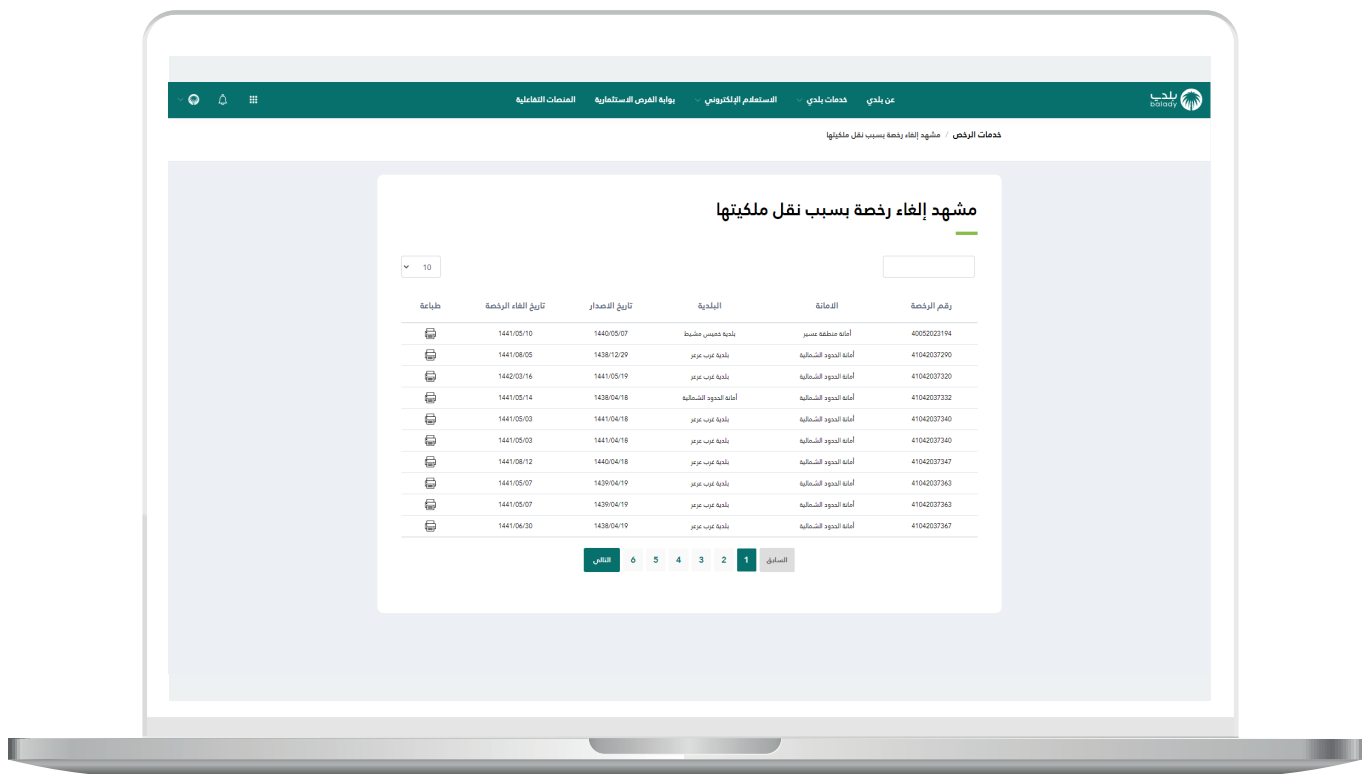 بلدي
balady
عن بلدي خدمات بلدي الاستعلام الإلكتروني بوابة الفرص الاستثمارية المنصات التفاعلية
خدمات الرخص / مشهد إلغاء رخصة بسبب نقل ملكيتها
مشهد إلغاء رخصة بسبب نقل ملكيتها
10
رقم الرخصة الامانة البلدية تاريخ الاصدار تاريخ الغاء الرخصة طباعة
40052023194 أمانة منطقة عسير بلدية خميس مشيط 1440/05/07 1441/05/10
41042037290 أمانة الحدود الشمالية بلدية غرب عرعر 1438/12/29 1441/08/05
41042037320 أمانة الحدود الشمالية بلدية غرب عرعر 1441/05/19 1442/03/16
41042037332 أمانة الحدود الشمالية أمانة الحدود الشمالية 1438/04/18 1441/05/14
41042037340 أمانة الحدود الشمالية بلدية غرب عرعر 1441/04/18 1441/05/03
41042037340 أمانة الحدود الشمالية بلدية غرب عرعر 1441/04/18 1441/05/03
41042037347 أمانة الحدود الشمالية بلدية غرب عرعر 1440/04/18 1441/08/12
41042037363 أمانة الحدود الشمالية بلدية غرب عرعر 1439/04/19 1441/05/07
41042037363 أمانة الحدود الشمالية بلدية غرب عرعر 1439/04/19 1441/05/07
41042037367 أمانة الحدود الشمالية بلدية غرب عرعر 1438/04/19 1441/06/30
السابق 1 2 3 4 5 6 التالي